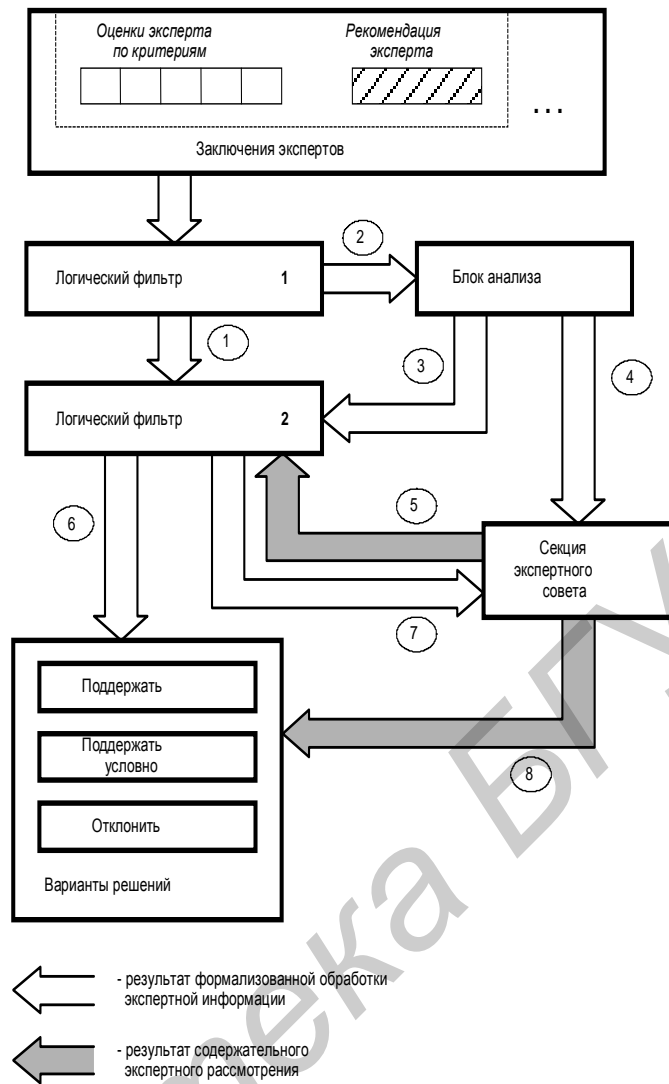 Оценки эксперта
по критериям
Рекомендация
эксперта
...
Заключения экспертов
2
Логический фильтр 1
Блок анализа
1
3
4
Логический фильтр 2
5
6
Секция
экспертного
совета
7
Поддержать
Поддержать
условно
8
Отклонить
Варианты решений
- результат формализованной обработки
экспертной информации
- результат содержательного
экспертного рассмотрения
тека БГУ